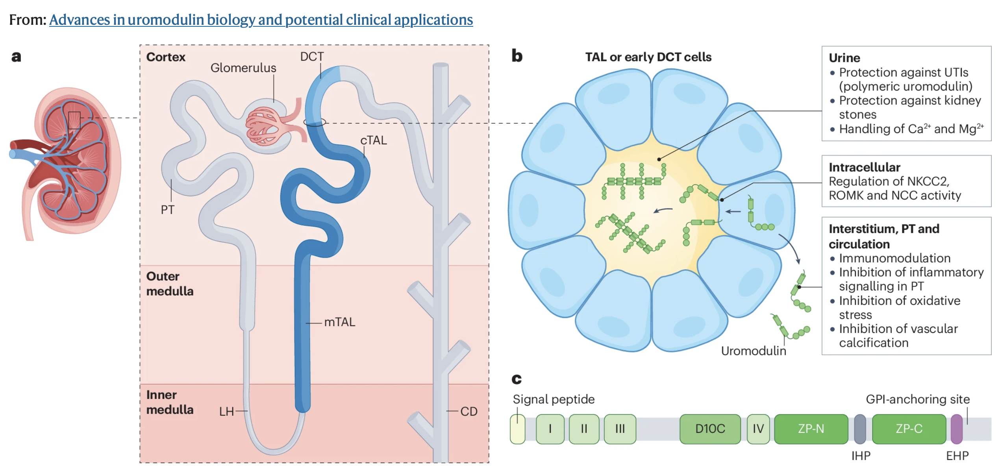 From: Advances in uromodulin biology and potential clinical applications
a
Cortex
DCT
Glomerulus
cTAL
PT
Outer
medulla
mTAL
Inner
medulla
LH
CD
b
TAL or early DCT cells
Urine
• Protection against UTIs
(polymeric uromodulin)
• Protection against kidney
stones
• Handling of Ca²⁺ and Mg²⁺
Intracellular
Regulation of NKCC2,
ROMK and NCC activity
Interstitium, PT and
circulation
• Immunomodulation
• Inhibition of inflammatory
signalling in PT
• Inhibition of oxidative
stress
• Inhibition of vascular
calcification
Uromodulin
c
Signal peptide
GPI-anchoring site
I
II
III
D10C
IV
ZP-N
ZP-C
IHP
EHP